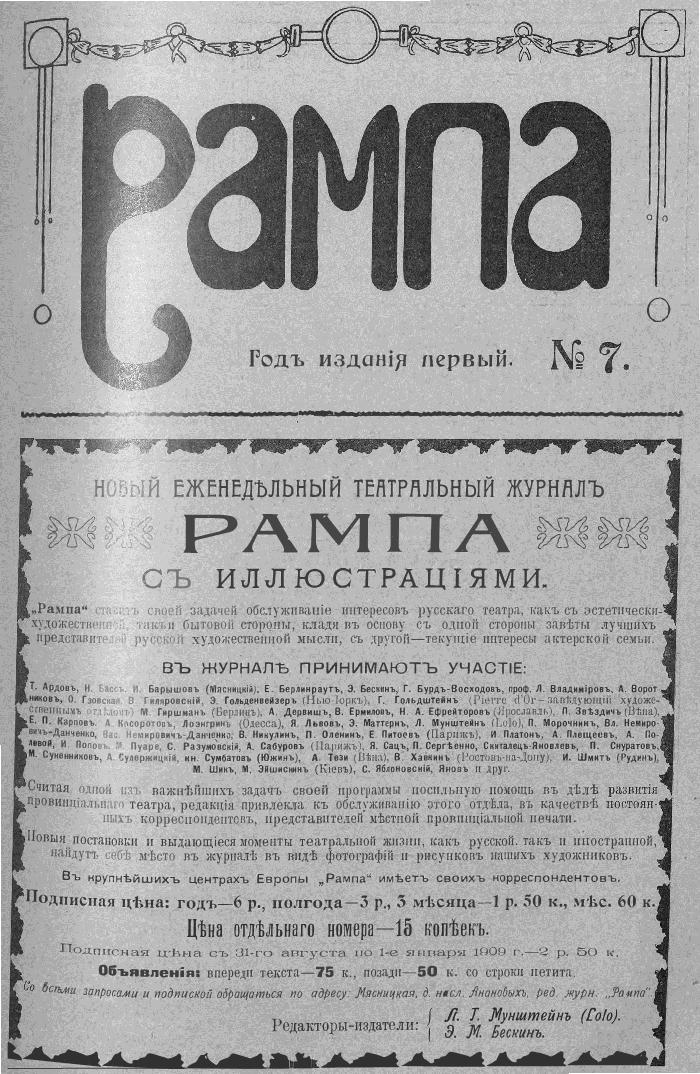 Рампа
Годъ изданія первый. № 7.
НОВЫЙ ЕЖЕНЕДѢЛЬНЫЙ ТЕАТРАЛЬНЫЙ ЖУРНАЛЪ
РАМПА
СЪ ИЛЛЮСТРАЦІЯМИ.
„Рампа“ ставитъ своей задачей обслуживаніе интересовъ русскаго театра, какъ съ эстетически-
художественной, такъ и бытовой стороны, кладя въ основу съ одной стороны завѣты лучшихъ
представителей русской художественной мысли, съ другой—текущіе интересы актерской семьи.
ВЪ ЖУРНАЛѢ ПРИНИМАЮТЪ УЧАСТІЕ:
Т. Ардовъ, Н. Бассъ, И. Барышовъ (Мясницкій), Е. Берлинраутъ, Э. Бескинъ, Г. Бурдъ-Восходовъ, проф. Л. Владиміровъ, А. Ворот
никовъ, О. Гзовская, В. Гиляровскій, Э. Гольденвейзеръ (Нью-Іоркъ), Г. Гольдштейнъ (Pierre d'Or—завѣдующій художе-
ственнымъ отдѣломъ) М. Гиршманъ (Берлинъ), А. Дервишъ, В. Ермиловъ, Н. А. Ефрейторовъ (Ярославль), П. Звѣздичъ (Вѣна),
Е. П. Карповъ, А. Косоротовъ, Лоэнгринъ (Одесса), Я. Львовъ, Э. Маттернъ, Л. Мунштейнъ (Lolo), П. Морочникъ, Вл. Немиро-
вичъ-Данченко, Вас. Немировичъ-Данченко, В. Никулинъ, П. Оленинъ, Е. Питоевъ (Парижъ), И. Платонъ, А. Плещеевъ, А. По-
левой, И. Поповъ, М. Пуаре, С. Разумовскій, А. Сабуровъ (Парижъ), Я. Сацъ, П. Сергѣенко, Скиталецъ-Яковлевъ, П. Снуратовъ,
М. Сукенниковъ, А. Сулержицкій, кн. Сумбатовъ (Южинъ), А. Тези (Вѣна), В. Хавкинъ (Ростовъ-на-Дону), И. Шмитъ (Рудинъ),
М. Шикъ, М. Эйшискинъ (Кіевъ), С. Яблоновскій, Яновъ и друг.
Считая одной изъ важнѣйшихъ задачъ своей программы посильную помощь въ дѣлѣ развитія
провинціальнаго театра, редакція привлекла къ обслуживанію этого отдѣла, въ качествѣ постоян-
ныхъ корреспондентовъ, представителей мѣстной провинціальной печати.
Новыя постановки и выдающіеся моменты театральной жизни, какъ русской, такъ и иностранной,
найдутъ себѣ мѣсто въ журналѣ въ видѣ фотографій и рисунковъ нашихъ художниковъ.
Въ крупнѣйшихъ центрахъ Европы „Рампа“ имѣетъ своихъ корреспондентовъ.
Подписная цѣна: годъ—6 р., полгода—3 р., 3 мѣсяца—1 р. 50 к., мѣс. 60 к.
Цѣна отдѣльнаго номера—15 копѣекъ.
Подписная цѣна съ 31-го августа по 1-е января 1909 г.—2 р. 50 к.
Объявленія: впереди текста—75 к., позади—50 к. со строки петита.
Со всѣми запросами и подпиской обращаться по адресу: Мясницкая, д. насл. Анановыхъ, ред. журн. „Рампа“
Редакторы-издатели: { Л. Г. Мунштейнъ (Lolo).
Э. М. Бескинъ.